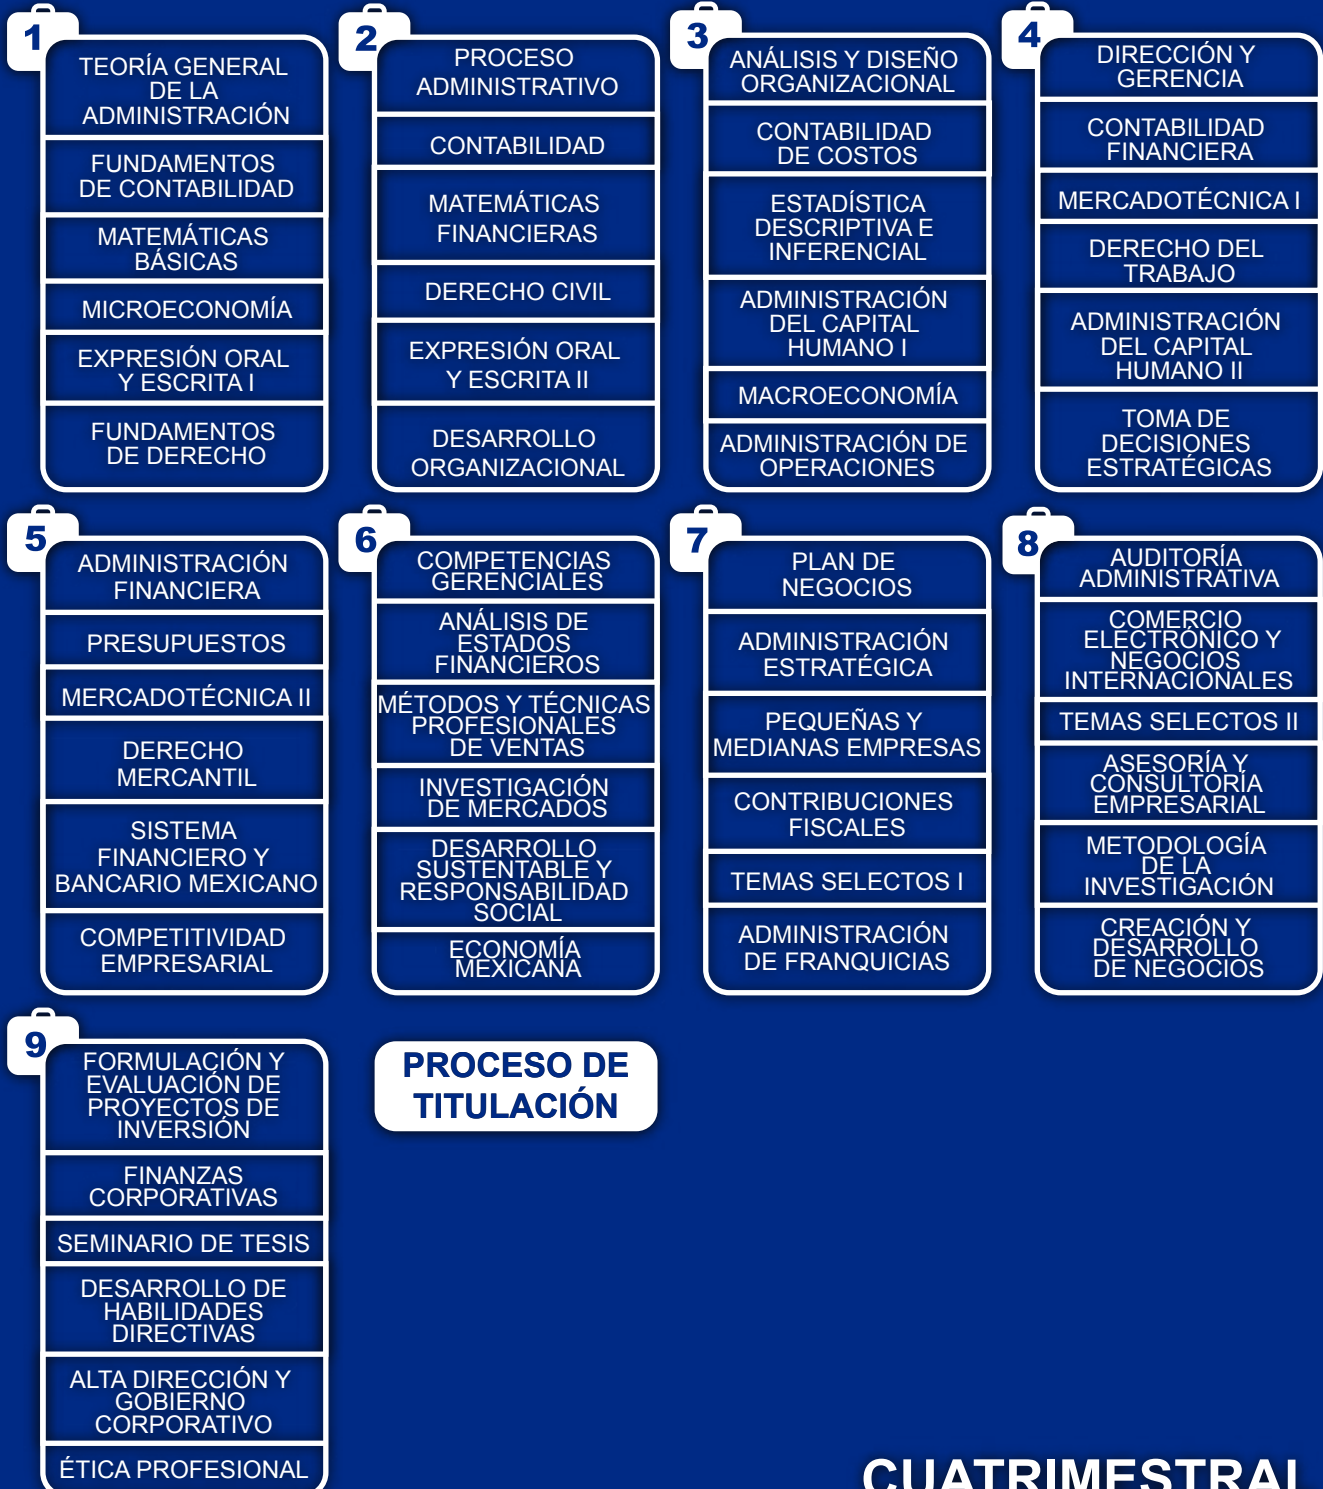 1
TEORÍA GENERAL
DE LA
ADMINISTRACIÓN
FUNDAMENTOS
DE CONTABILIDAD
MATEMÁTICAS
BÁSICAS
MICROECONOMÍA
EXPRESIÓN ORAL
Y ESCRITA I
FUNDAMENTOS
DE DERECHO
2
PROCESO
ADMINISTRATIVO
CONTABILIDAD
MATEMÁTICAS
FINANCIERAS
DERECHO CIVIL
EXPRESIÓN ORAL
Y ESCRITA II
DESARROLLO
ORGANIZACIONAL
3
ANÁLISIS Y DISEÑO
ORGANIZACIONAL
CONTABILIDAD
DE COSTOS
ESTADÍSTICA
DESCRIPTIVA E
INFERENCIAL
ADMINISTRACIÓN
DEL CAPITAL
HUMANO I
MACROECONOMÍA
ADMINISTRACIÓN DE
OPERACIONES
4
DIRECCIÓN Y
GERENCIA
CONTABILIDAD
FINANCIERA
MERCADOTÉCNICA I
DERECHO DEL
TRABAJO
ADMINISTRACIÓN
DEL CAPITAL
HUMANO II
TOMA DE
DECISIONES
ESTRATÉGICAS
5
ADMINISTRACIÓN
FINANCIERA
PRESUPUESTOS
MERCADOTÉCNICA II
DERECHO
MERCANTIL
SISTEMA
FINANCIERO Y
BANCARIO MEXICANO
COMPETITIVIDAD
EMPRESARIAL
6
COMPETENCIAS
GERENCIALES
ANÁLISIS DE
ESTADOS
FINANCIEROS
MÉTODOS Y TÉCNICAS
PROFESIONALES
DE VENTAS
INVESTIGACIÓN
DE MERCADOS
DESARROLLO
SUSTENTABLE Y
RESPONSABILIDAD
SOCIAL
ECONOMÍA
MEXICANA
7
PLAN DE
NEGOCIOS
ADMINISTRACIÓN
ESTRATÉGICA
PEQUEÑAS Y
MEDIANAS EMPRESAS
CONTRIBUCIONES
FISCALES
TEMAS SELECTOS I
ADMINISTRACIÓN
DE FRANQUICIAS
8
AUDITORÍA
ADMINISTRATIVA
COMERCIO
ELECTRÓNICO Y
NEGOCIOS
INTERNACIONALES
TEMAS SELECTOS II
ASESORÍA Y
CONSULTORÍA
EMPRESARIAL
METODOLOGÍA
DE LA
INVESTIGACIÓN
CREACIÓN Y
DESARROLLO
DE NEGOCIOS
9
FORMULACIÓN Y
EVALUACIÓN DE
PROYECTOS DE
INVERSIÓN
FINANZAS
CORPORATIVAS
SEMINARIO DE TESIS
DESARROLLO DE
HABILIDADES
DIRECTIVAS
ALTA DIRECCIÓN Y
GOBIERNO
CORPORATIVO
ÉTICA PROFESIONAL
PROCESO DE
TITULACIÓN
CUATRIMESTRAL